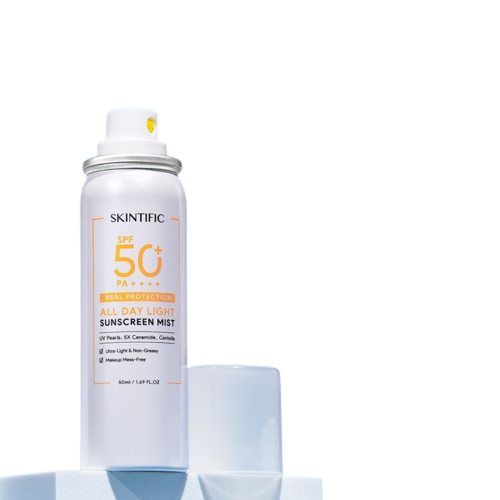 SKINTIFIC
SPF
50+
PA++++
REAL PROTECTION
ALL DAY LIGHT
SUNSCREEN MIST
UV Pearls, 5X Ceramide, Centella
Ultra-Light & Non-Greasy
Makeup Mess-Free
50ml / 1.69 FL.OZ